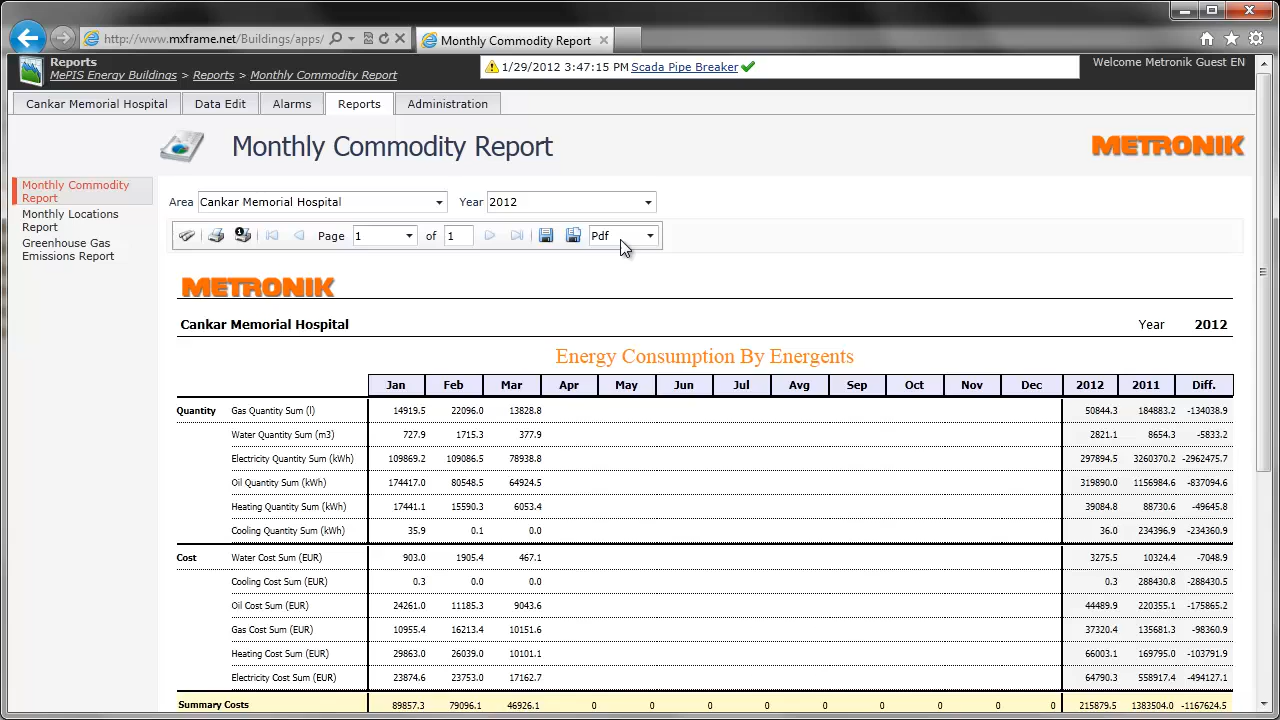 http://www.mxframe.net/Buildings/apps/
Monthly Commodity Report
Reports
MePIS Energy Buildings > Reports > Monthly Commodity Report
1/29/2012 3:47:15 PM Scada Pipe Breaker
Welcome Metronik Guest EN
Cankar Memorial Hospital Data Edit Alarms Reports Administration
Monthly Commodity Report
METRONIK
Monthly Commodity
Report
Monthly Locations
Report
Greenhouse Gas
Emissions Report
Area Cankar Memorial Hospital Year 2012
Page 1 of 1 Pdf
METRONIK
Cankar Memorial Hospital Year 2012
Energy Consumption By Energents
Jan Feb Mar Apr May Jun Jul Avg Sep Oct Nov Dec 2012 2011 Diff.
Quantity Gas Quantity Sum (l) 14919.5 22096.0 13828.8 50844.3 184883.2 -134038.9
Water Quantity Sum (m3) 727.9 1715.3 377.9 2821.1 8654.3 -5833.2
Electricity Quantity Sum (kWh) 109869.2 109086.5 78938.8 297894.5 3260370.2 -2962475.7
Oil Quantity Sum (kWh) 174417.0 80548.5 64924.5 319890.0 1156984.6 -837094.6
Heating Quantity Sum (kWh) 17441.1 15590.3 6053.4 39084.8 88730.6 -49645.8
Cooling Quantity Sum (kWh) 35.9 0.1 0.0 36.0 234396.9 -234360.9
Cost Water Cost Sum (EUR) 903.0 1905.4 467.1 3275.5 10324.4 -7048.9
Cooling Cost Sum (EUR) 0.3 0.0 0.0 0.3 288430.8 -288430.5
Oil Cost Sum (EUR) 24261.0 11185.3 9043.6 44489.9 220355.1 -175865.2
Gas Cost Sum (EUR) 10955.4 16213.4 10151.6 37320.4 135681.3 -98360.9
Heating Cost Sum (EUR) 29863.0 26039.0 10101.1 66003.1 169795.0 -103791.9
Electricity Cost Sum (EUR) 23874.6 23753.0 17162.7 64790.3 558917.4 -494127.1
Summary Costs 89857.3 79096.1 46926.1 0 0 0 0 0 0 0 0 0 215879.5 1383504.0 -1167624.5